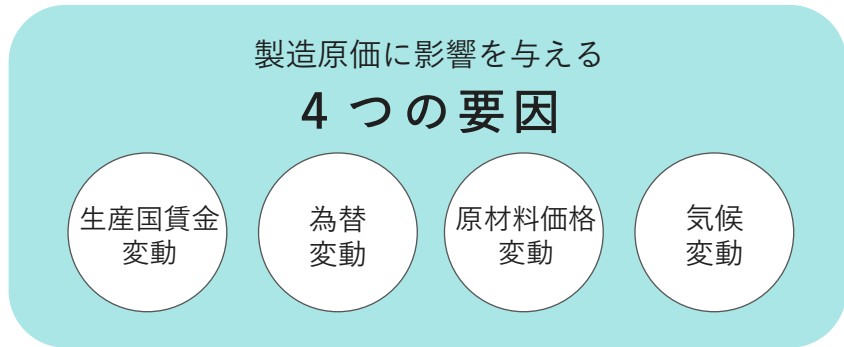 製造原価に影響を与える
4つの要因
生産国賃金
変動
為替
変動
原材料価格
変動
気候
変動